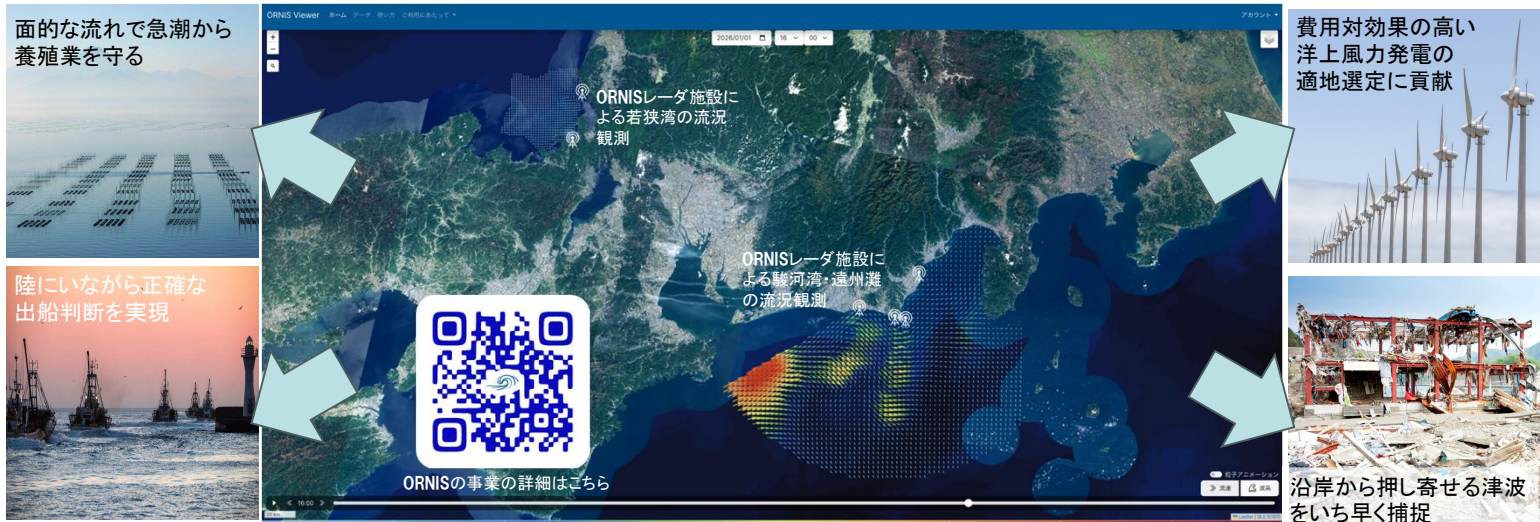 面的な流れで急潮から
養殖業を守る
陸にいながら正確な
出船判断を実現
ORNIS Viewer ホーム データ 使い方 ご利用にあたって
アカウント
+
−
2026/01/01 16 00
ORNISレーダ施設に
よる若狭湾の流況
観測
ORNISレーダ施設に
よる駿河湾・遠州灘
の流況観測
ORNISの事業の詳細はこちら
粒子アニメーション
流速 波高
16:00
20 km
費用対効果の高い
洋上風力発電の
適地選定に貢献
沿岸から押し寄せる津波
をいち早く捕捉